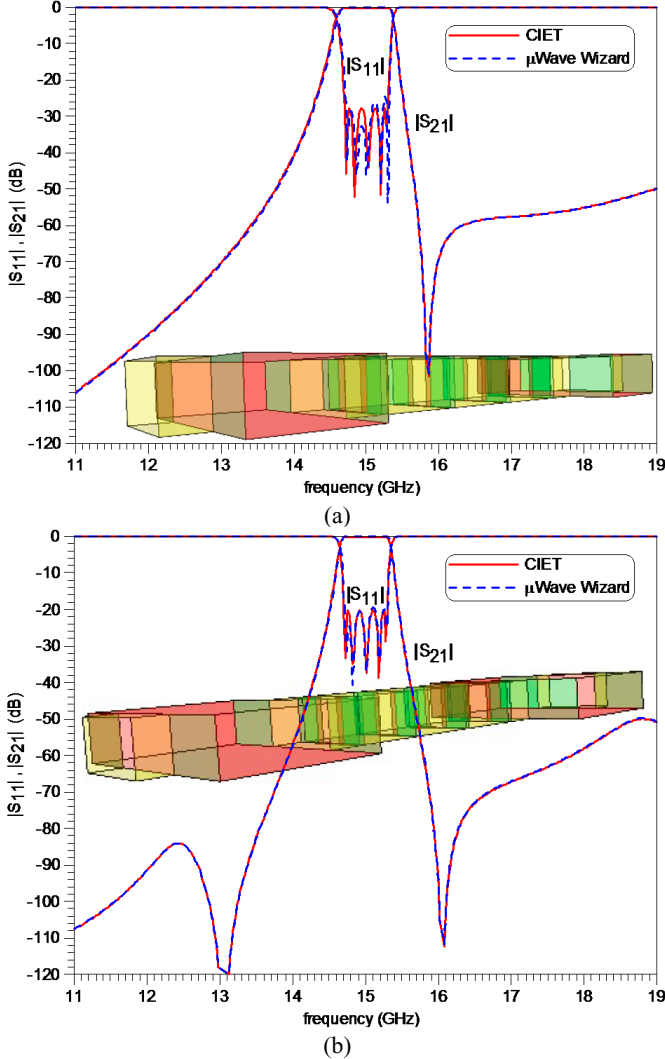 0
-10
-20
-30
-40
-50
-60
-70
-80
-90
-100
-110
-120
|S11|, |S21| (dB)
CIET
μWave Wizard
|S11|
|S21|
11 12 13 14 15 16 17 18 19
frequency (GHz)
(a)
0
-10
-20
-30
-40
-50
-60
-70
-80
-90
-100
-110
-120
|S11|, |S21| (dB)
CIET
μWave Wizard
|S11|
|S21|
11 12 13 14 15 16 17 18 19
frequency (GHz)
(b)